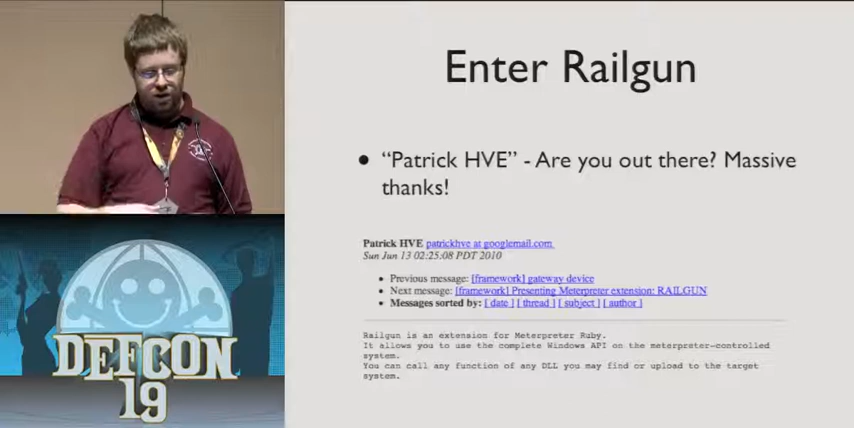 Enter Railgun
• “Patrick HVE” - Are you out there? Massive
thanks!
Patrick HVE patrickhve at googlemail.com
Sun Jun 13 02:25:08 PDT 2010
• Previous message: [framework] gateway device
• Next message: [framework] Presenting Meterpreter extension: RAILGUN
• Messages sorted by: [ date ] [ thread ] [ subject ] [ author ]
Railgun is an extension for Meterpreter Ruby.
It allows you to use the complete Windows API on the meterpreter-controlled
system.
You can call any function of any DLL you may find or upload to the target
system.
DEFCON
19